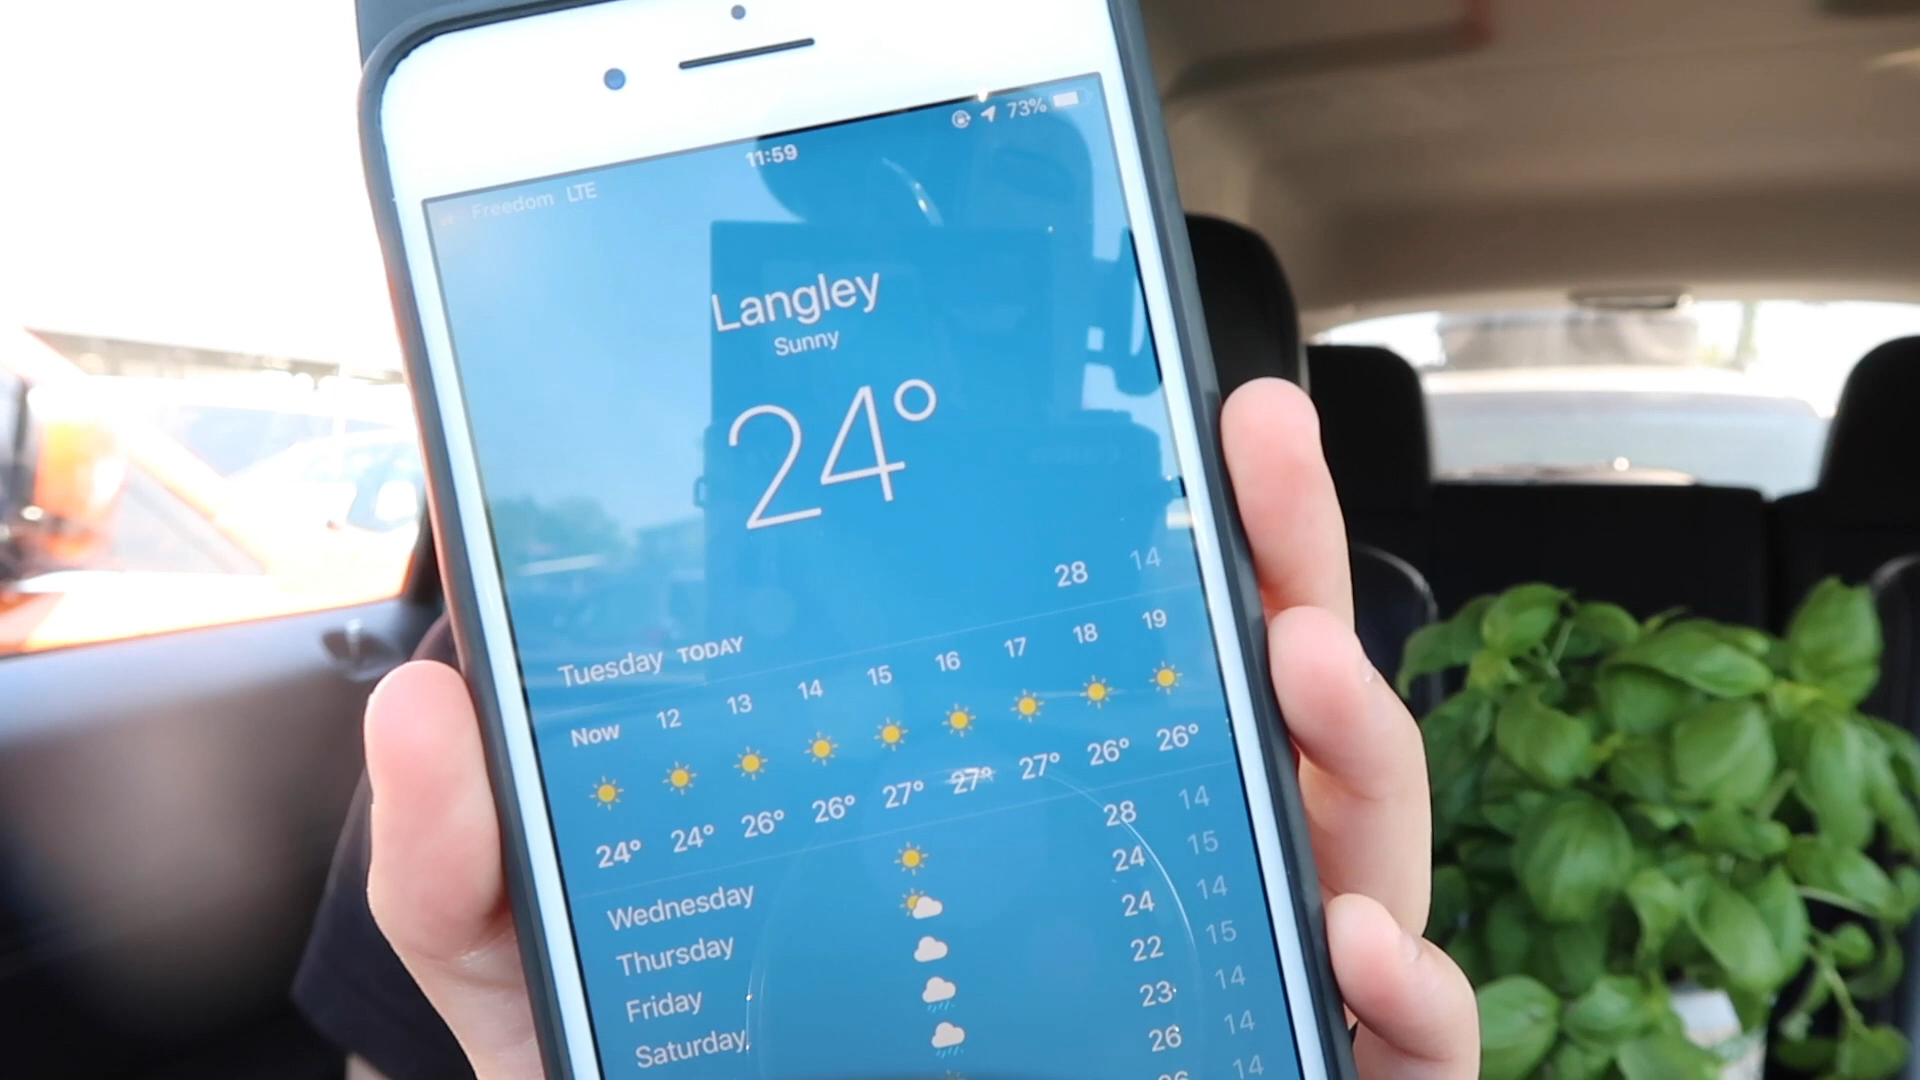 Freedom LTE
11:59
73%
Langley
Sunny
24°
Tuesday TODAY 28 14
Now 12 13 14 15 16 17 18 19
24° 24° 26° 26° 27° 27° 27° 26° 26°
Wednesday 28 14
Thursday 24 15
Friday 24 14
Saturday 22 15
23 14
26 14
14